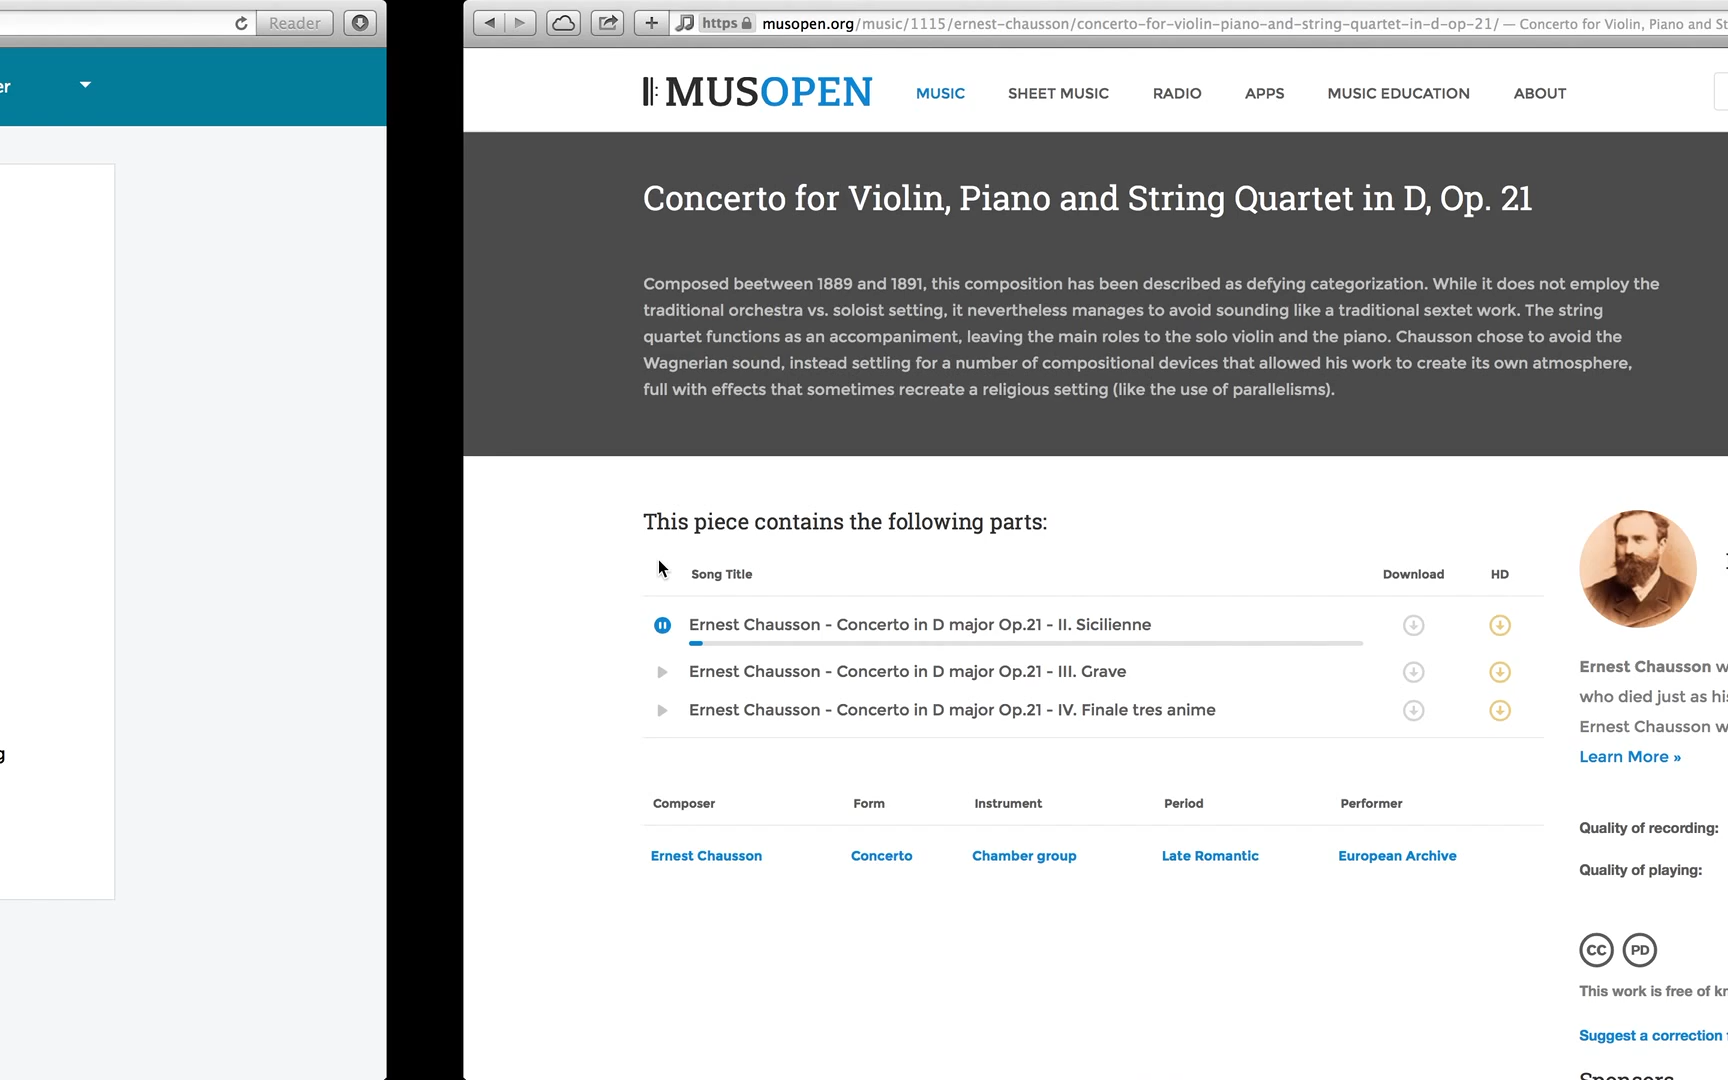 Reader
https musopen.org/music/1115/ernest-chausson/concerto-for-violin-piano-and-string-quartet-in-d-op-21/ — Concerto for Violin, Piano and St
er
MUSOPEN
MUSIC SHEET MUSIC RADIO APPS MUSIC EDUCATION ABOUT
Concerto for Violin, Piano and String Quartet in D, Op. 21
Composed beetween 1889 and 1891, this composition has been described as defying categorization. While it does not employ the
traditional orchestra vs. soloist setting, it nevertheless manages to avoid sounding like a traditional sextet work. The string
quartet functions as an accompaniment, leaving the main roles to the solo violin and the piano. Chausson chose to avoid the
Wagnerian sound, instead settling for a number of compositional devices that allowed his work to create its own atmosphere,
full with effects that sometimes recreate a religious setting (like the use of parallelisms).
This piece contains the following parts:
Song Title Download HD
Ernest Chausson - Concerto in D major Op.21 - II. Sicilienne
Ernest Chausson - Concerto in D major Op.21 - III. Grave
Ernest Chausson - Concerto in D major Op.21 - IV. Finale tres anime
g
Composer Form Instrument Period Performer
Ernest Chausson Concerto Chamber group Late Romantic European Archive
Ernest Chausson w
who died just as his
Ernest Chausson w
Learn More »
Quality of recording:
Quality of playing:
CC PD
This work is free of kn
Suggest a correction
Sponsors